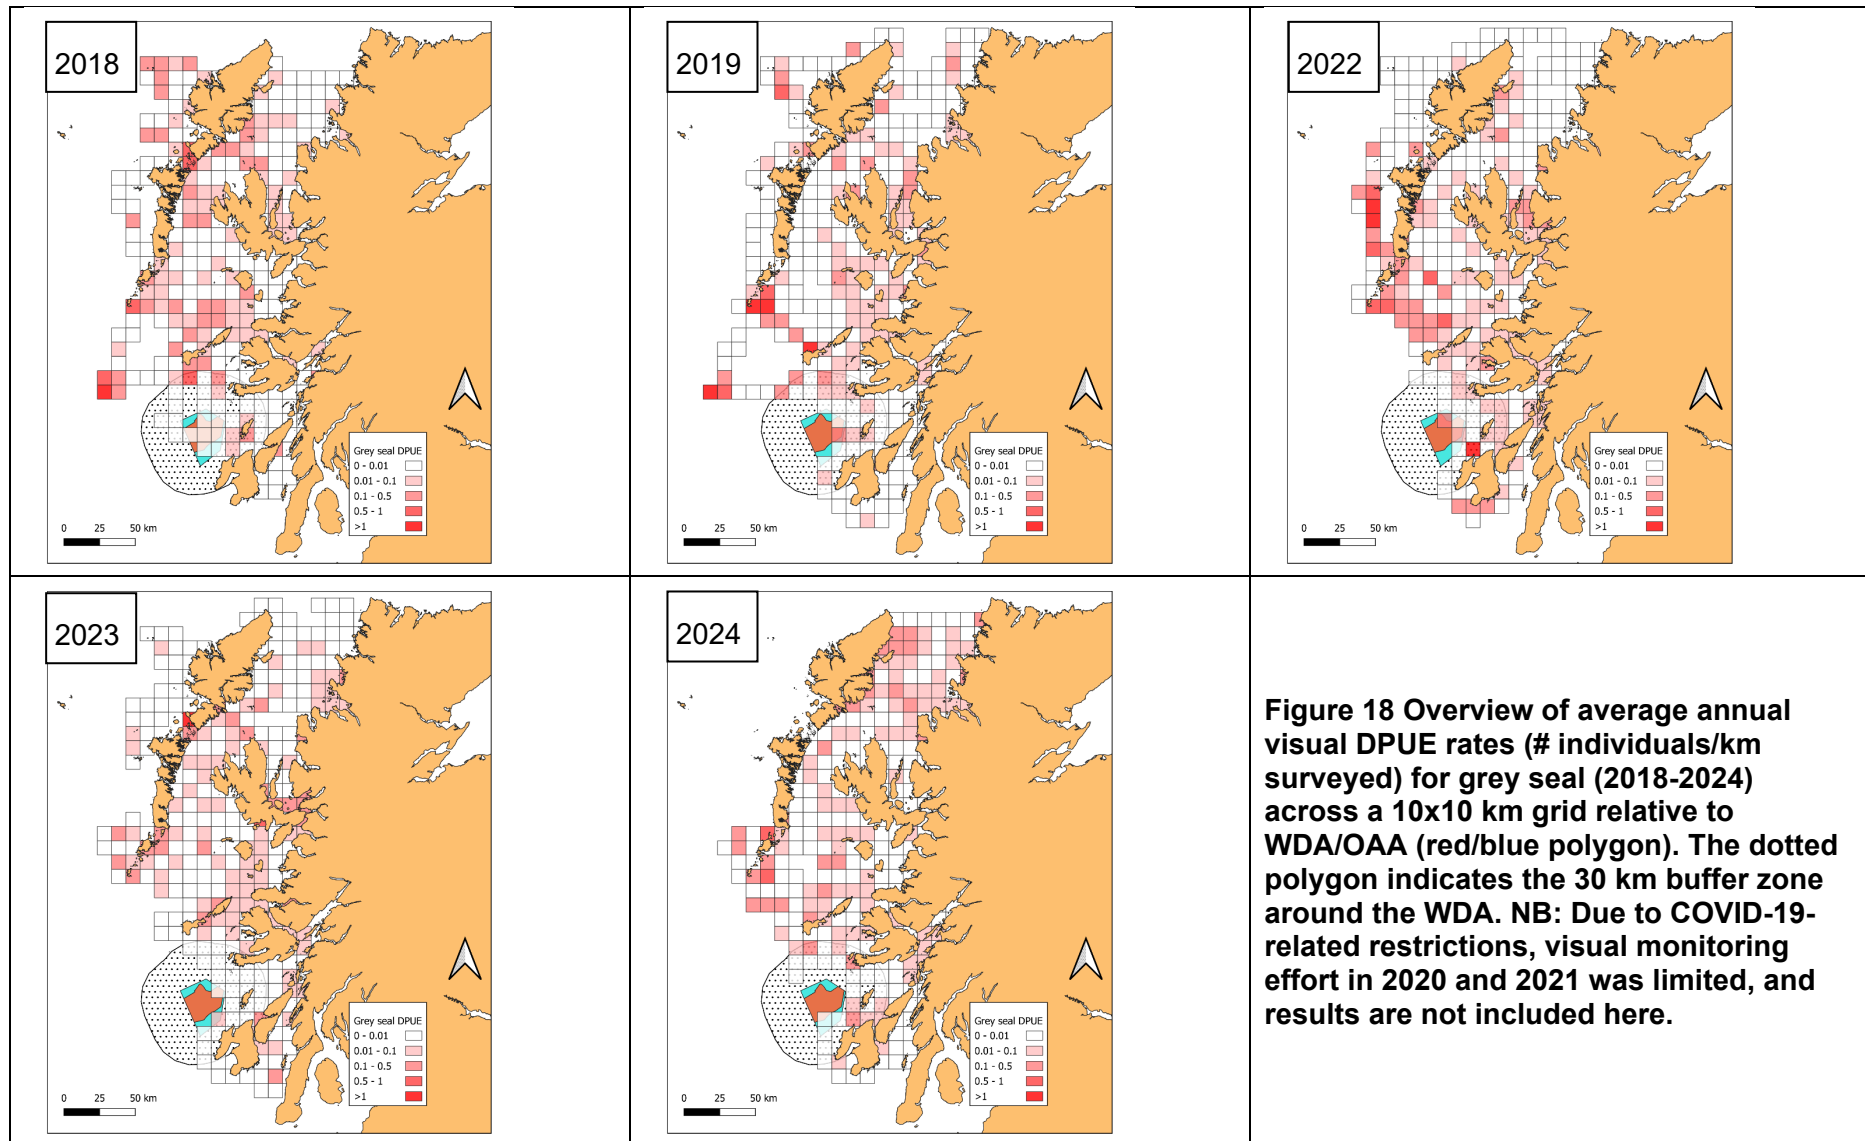 2018
Grey seal DPUE
0 - 0.01
0.01 - 0.1
0.1 - 0.5
0.5 - 1
>1
0 25 50 km
2019
Grey seal DPUE
0 - 0.01
0.01 - 0.1
0.1 - 0.5
0.5 - 1
>1
0 25 50 km
2022
Grey seal DPUE
0 - 0.01
0.01 - 0.1
0.1 - 0.5
0.5 - 1
>1
0 25 50 km
2023
Grey seal DPUE
0 - 0.01
0.01 - 0.1
0.1 - 0.5
0.5 - 1
>1
0 25 50 km
2024
Grey seal DPUE
0 - 0.01
0.01 - 0.1
0.1 - 0.5
0.5 - 1
>1
0 25 50 km
Figure 18 Overview of average annual
visual DPUE rates (# individuals/km
surveyed) for grey seal (2018-2024)
across a 10x10 km grid relative to
WDA/OAA (red/blue polygon). The dotted
polygon indicates the 30 km buffer zone
around the WDA. NB: Due to COVID-19-
related restrictions, visual monitoring
effort in 2020 and 2021 was limited, and
results are not included here.